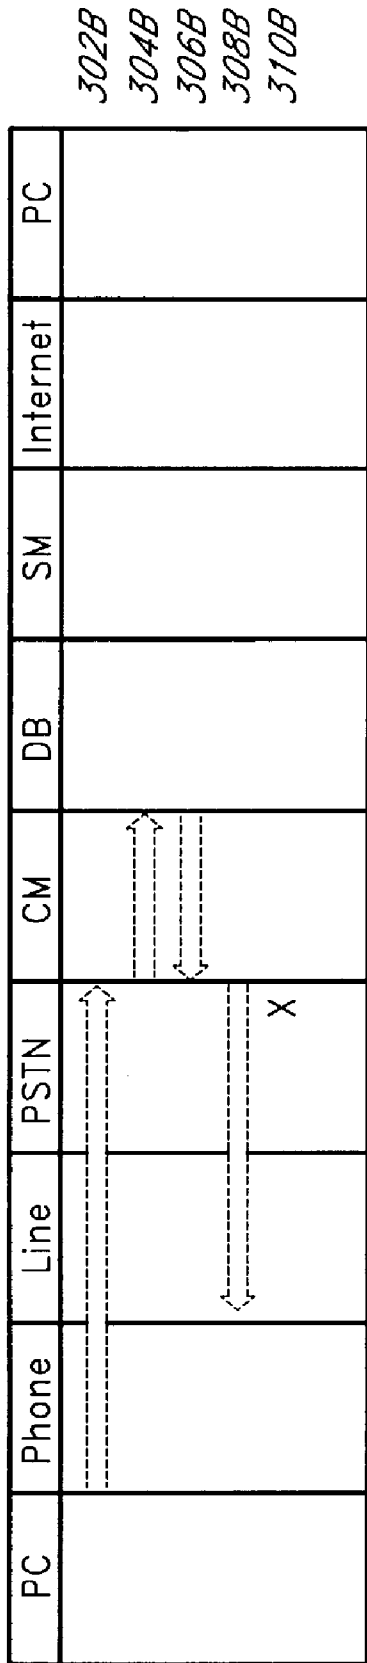 PC Phone Line PSTN CM DB SM Internet PC
302B
304B
306B
308B
X 310B